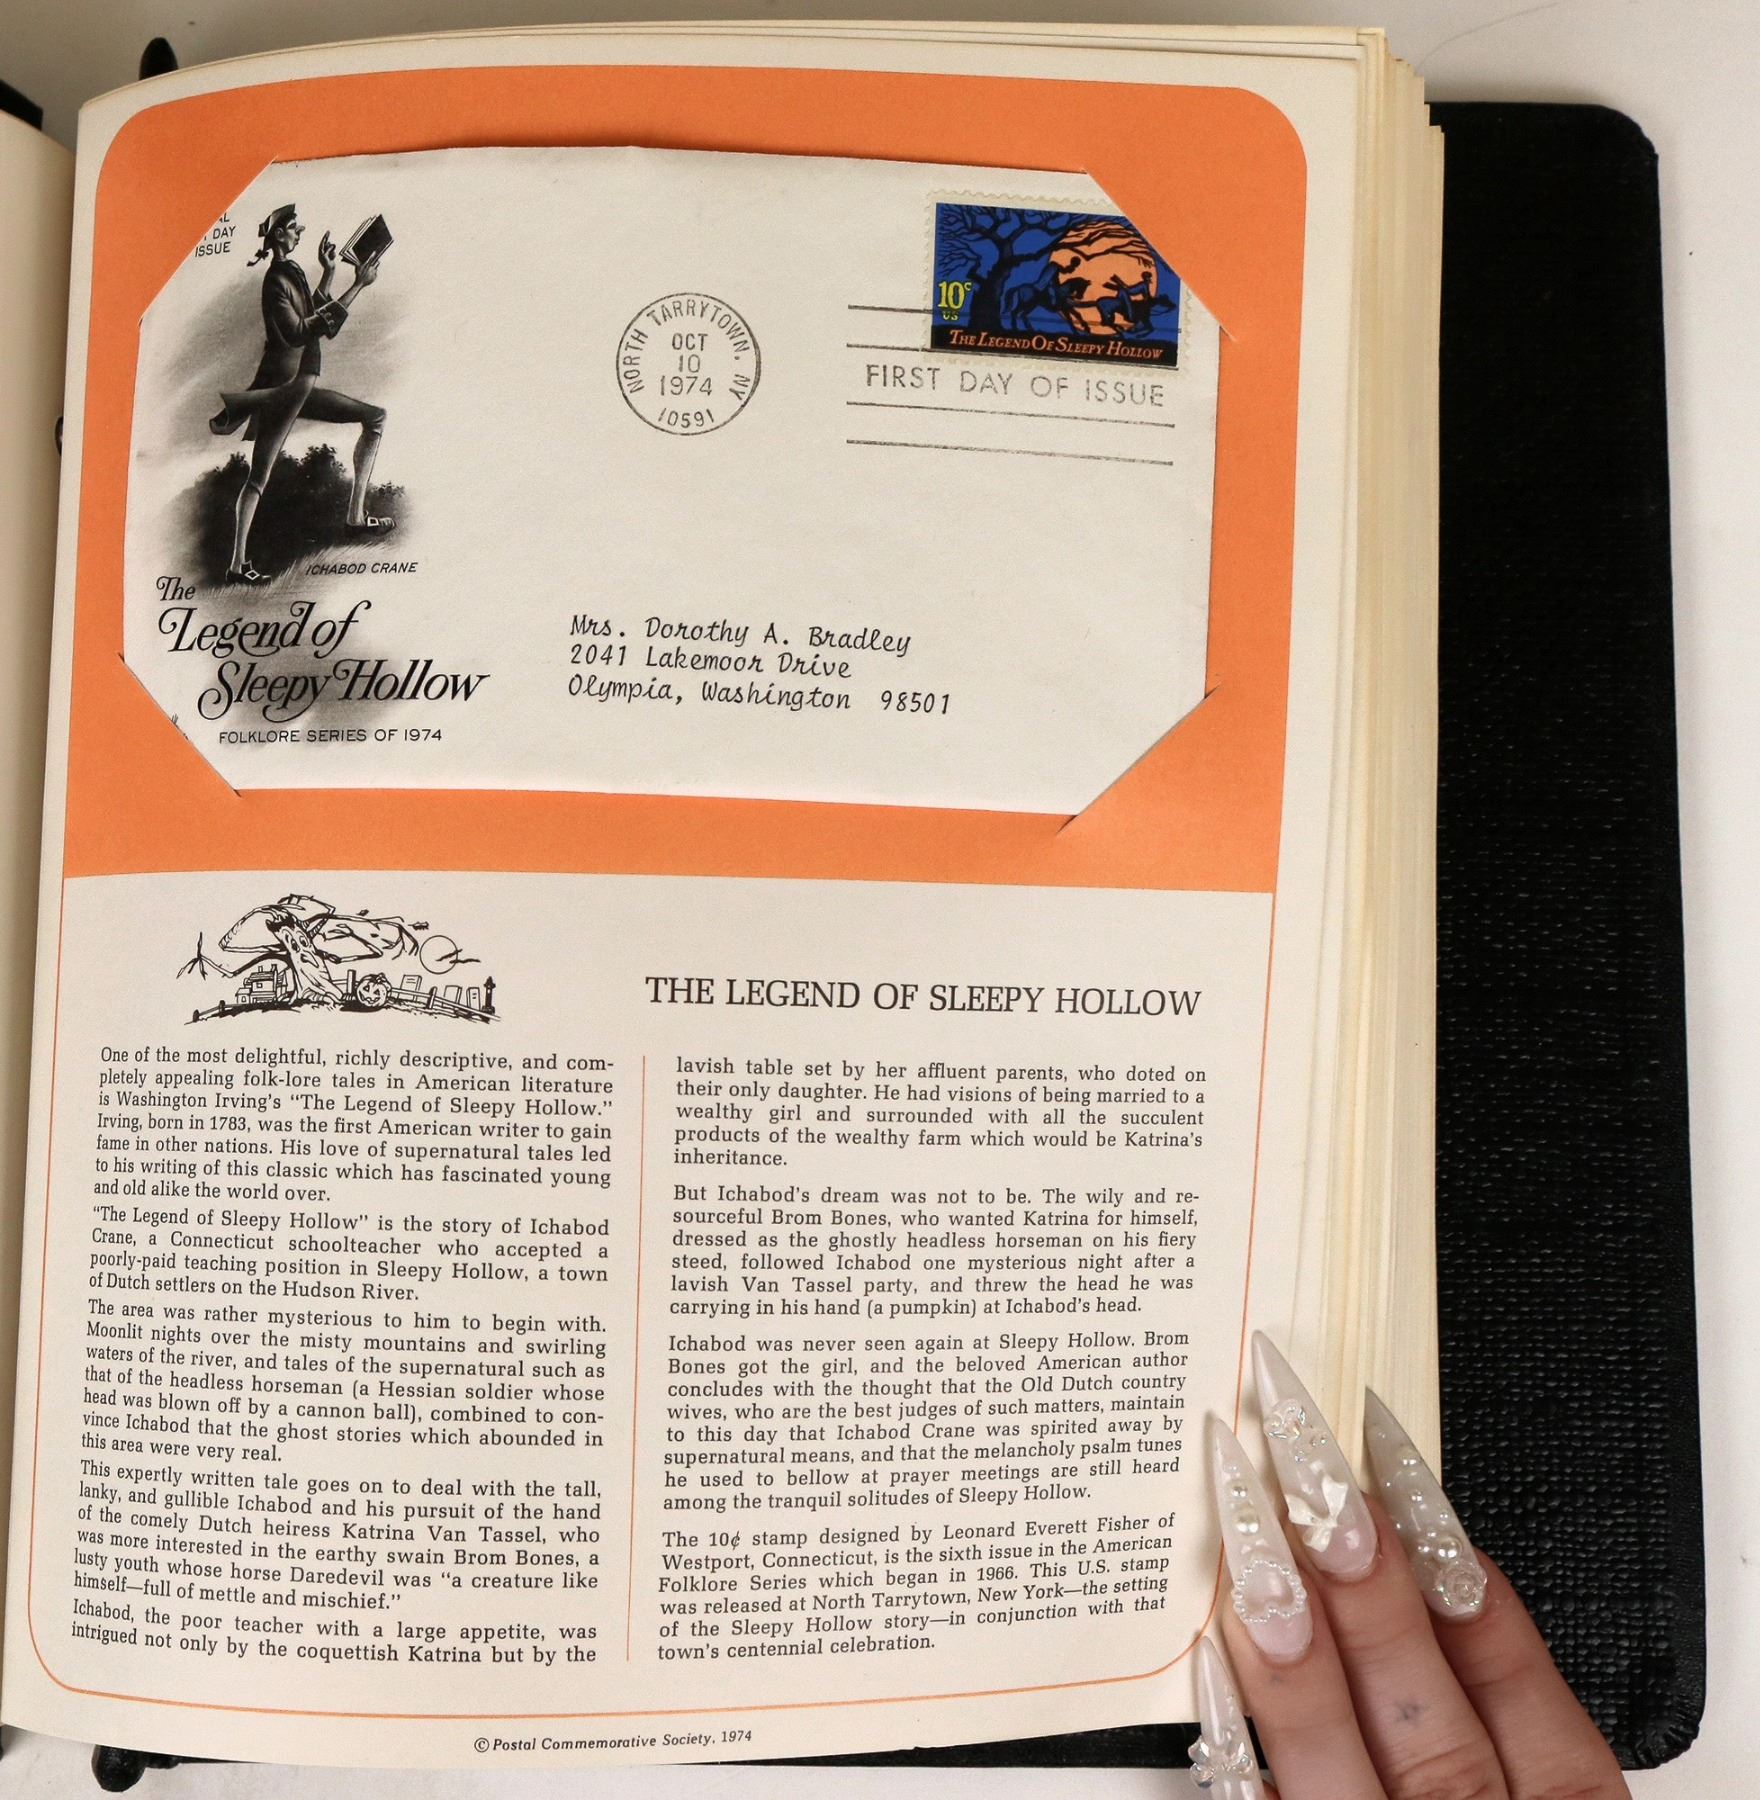 AL
DAY
ISSUE
ICHABOD CRANE
The
Legend of
Sleepy Hollow
FOLKLORE SERIES OF 1974
NORTH TARRYTOWN, NY
OCT
10
1974
10591
10c
US
THE LEGEND OF SLEEPY HOLLOW
FIRST DAY OF ISSUE
Mrs. Dorothy A. Bradley
2041 Lakemoor Drive
Olympia, Washington 98501
THE LEGEND OF SLEEPY HOLLOW
One of the most delightful, richly descriptive, and com-
pletely appealing folk-lore tales in American literature
is Washington Irving's "The Legend of Sleepy Hollow."
Irving, born in 1783, was the first American writer to gain
fame in other nations. His love of supernatural tales led
to his writing of this classic which has fascinated young
and old alike the world over.
"The Legend of Sleepy Hollow" is the story of Ichabod
Crane, a Connecticut schoolteacher who accepted a
poorly-paid teaching position in Sleepy Hollow, a town
of Dutch settlers on the Hudson River.
The area was rather mysterious to him to begin with.
Moonlit nights over the misty mountains and swirling
waters of the river, and tales of the supernatural such as
that of the headless horseman (a Hessian soldier whose
head was blown off by a cannon ball), combined to con-
vince Ichabod that the ghost stories which abounded in
this area were very real.
This expertly written tale goes on to deal with the tall,
lanky, and gullible Ichabod and his pursuit of the hand
of the comely Dutch heiress Katrina Van Tassel, who
was more interested in the earthy swain Brom Bones, a
lusty youth whose horse Daredevil was "a creature like
himself—full of mettle and mischief."
Ichabod, the poor teacher with a large appetite, was
intrigued not only by the coquettish Katrina but by the
lavish table set by her affluent parents, who doted on
their only daughter. He had visions of being married to a
wealthy girl and surrounded with all the succulent
products of the wealthy farm which would be Katrina's
inheritance.
But Ichabod's dream was not to be. The wily and re-
sourceful Brom Bones, who wanted Katrina for himself,
dressed as the ghostly headless horseman on his fiery
steed, followed Ichabod one mysterious night after a
lavish Van Tassel party, and threw the head he was
carrying in his hand (a pumpkin) at Ichabod's head.
Ichabod was never seen again at Sleepy Hollow. Brom
Bones got the girl, and the beloved American author
concludes with the thought that the Old Dutch country
wives, who are the best judges of such matters, maintain
to this day that Ichabod Crane was spirited away by
supernatural means, and that the melancholy psalm tunes
he used to bellow at prayer meetings are still heard
among the tranquil solitudes of Sleepy Hollow.
The 10¢ stamp designed by Leonard Everett Fisher of
Westport, Connecticut, is the sixth issue in the American
Folklore Series which began in 1966. This U.S. stamp
was released at North Tarrytown, New York—the setting
of the Sleepy Hollow story—in conjunction with that
town's centennial celebration.
© Postal Commemorative Society, 1974